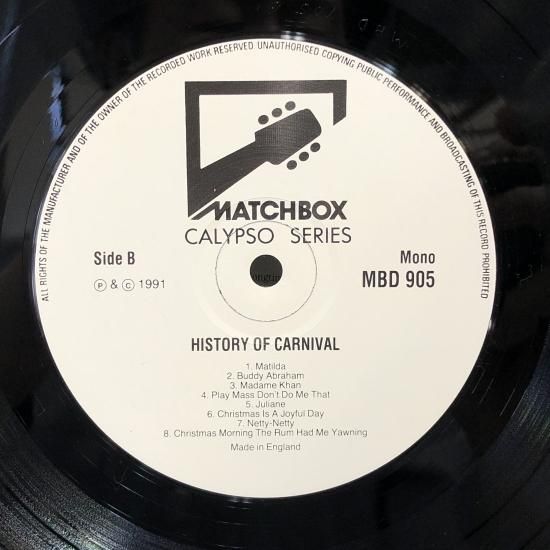 ALL RIGHTS OF THE MANUFACTURER AND OF THE OWNER OF THE RECORDED WORK RESERVED. UNAUTHORISED COPYING PUBLIC PERFORMANCE AND BROADCASTING OF THIS RECORD PROHIBITED
MATCHBOX
CALYPSO SERIES
Side B
Mono
℗ & © 1991
MBD 905
HISTORY OF CARNIVAL
1. Matilda
2. Buddy Abraham
3. Madame Khan
4. Play Mass Don't Do Me That
5. Juliane
6. Christmas Is A Joyful Day
7. Netty-Netty
8. Christmas Morning The Rum Had Me Yawning
Made in England